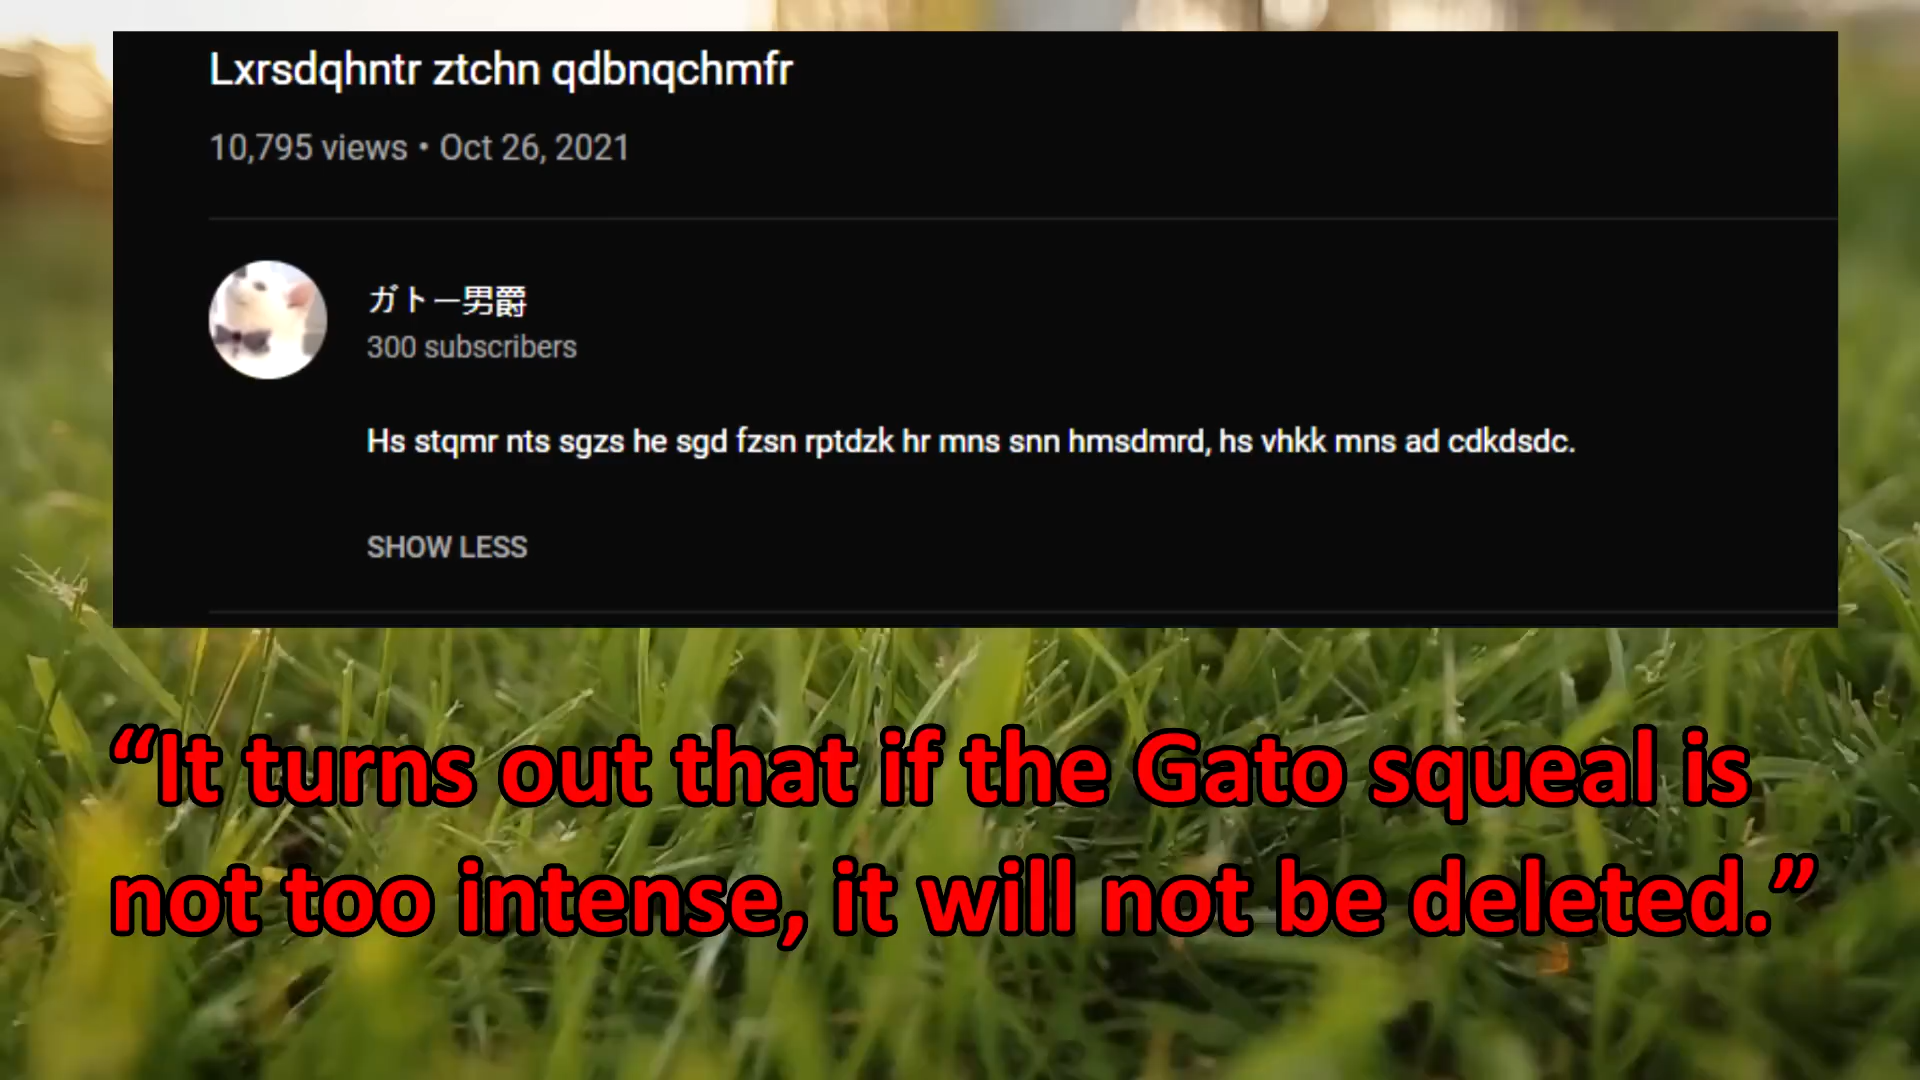 Lxrsdqhntr ztchn qdbnqchmfr
10,795 views • Oct 26, 2021
ガトー男爵
300 subscribers
Hs stqmr nts sgzs he sgd fzsn rptdzk hr mns snn hmsdmrd, hs vhkk mns ad cdkdsdc.
SHOW LESS
“It turns out that if the Gato squeal is
not too intense, it will not be deleted.”